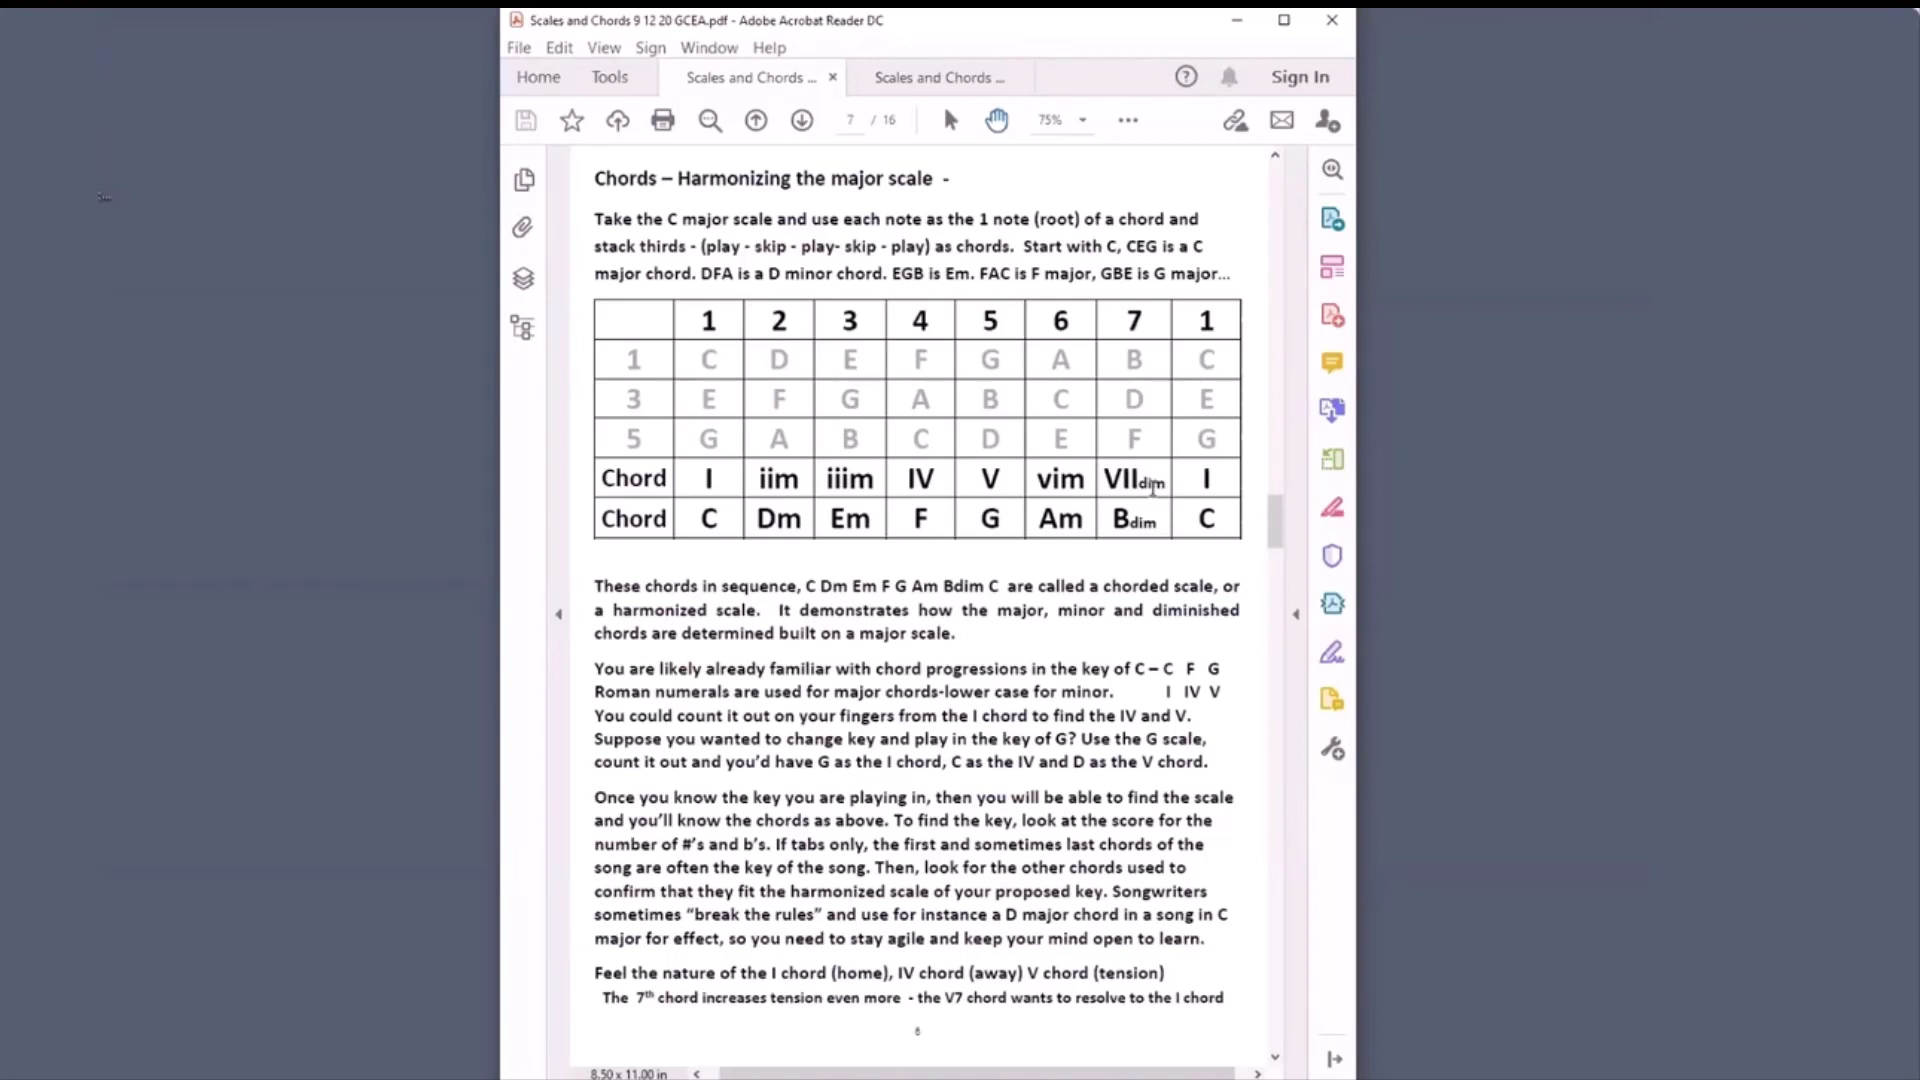 Scales and Chords 9 12 20 GCEA.pdf - Adobe Acrobat Reader DC
File Edit View Sign Window Help
Home Tools Scales and Chords ... × Scales and Chords ... Sign In
7 / 16 75%
Chords – Harmonizing the major scale -
Take the C major scale and use each note as the 1 note (root) of a chord and
stack thirds - (play - skip - play- skip - play) as chords. Start with C, CEG is a C
major chord. DFA is a D minor chord. EGB is Em. FAC is F major, GBE is G major...
1 2 3 4 5 6 7 1
1 C D E F G A B C
3 E F G A B C D E
5 G A B C D E F G
Chord I iim iiim IV V vim VIIdim I
Chord C Dm Em F G Am Bdim C
These chords in sequence, C Dm Em F G Am Bdim C are called a chorded scale, or
a harmonized scale. It demonstrates how the major, minor and diminished
chords are determined built on a major scale.
You are likely already familiar with chord progressions in the key of C – C F G
Roman numerals are used for major chords-lower case for minor. I IV V
You could count it out on your fingers from the I chord to find the IV and V.
Suppose you wanted to change key and play in the key of G? Use the G scale,
count it out and you'd have G as the I chord, C as the IV and D as the V chord.
Once you know the key you are playing in, then you will be able to find the scale
and you'll know the chords as above. To find the key, look at the score for the
number of #'s and b's. If tabs only, the first and sometimes last chords of the
song are often the key of the song. Then, look for the other chords used to
confirm that they fit the harmonized scale of your proposed key. Songwriters
sometimes “break the rules” and use for instance a D major chord in a song in C
major for effect, so you need to stay agile and keep your mind open to learn.
Feel the nature of the I chord (home), IV chord (away) V chord (tension)
The 7th chord increases tension even more - the V7 chord wants to resolve to the I chord
6
8.50 x 11.00 in